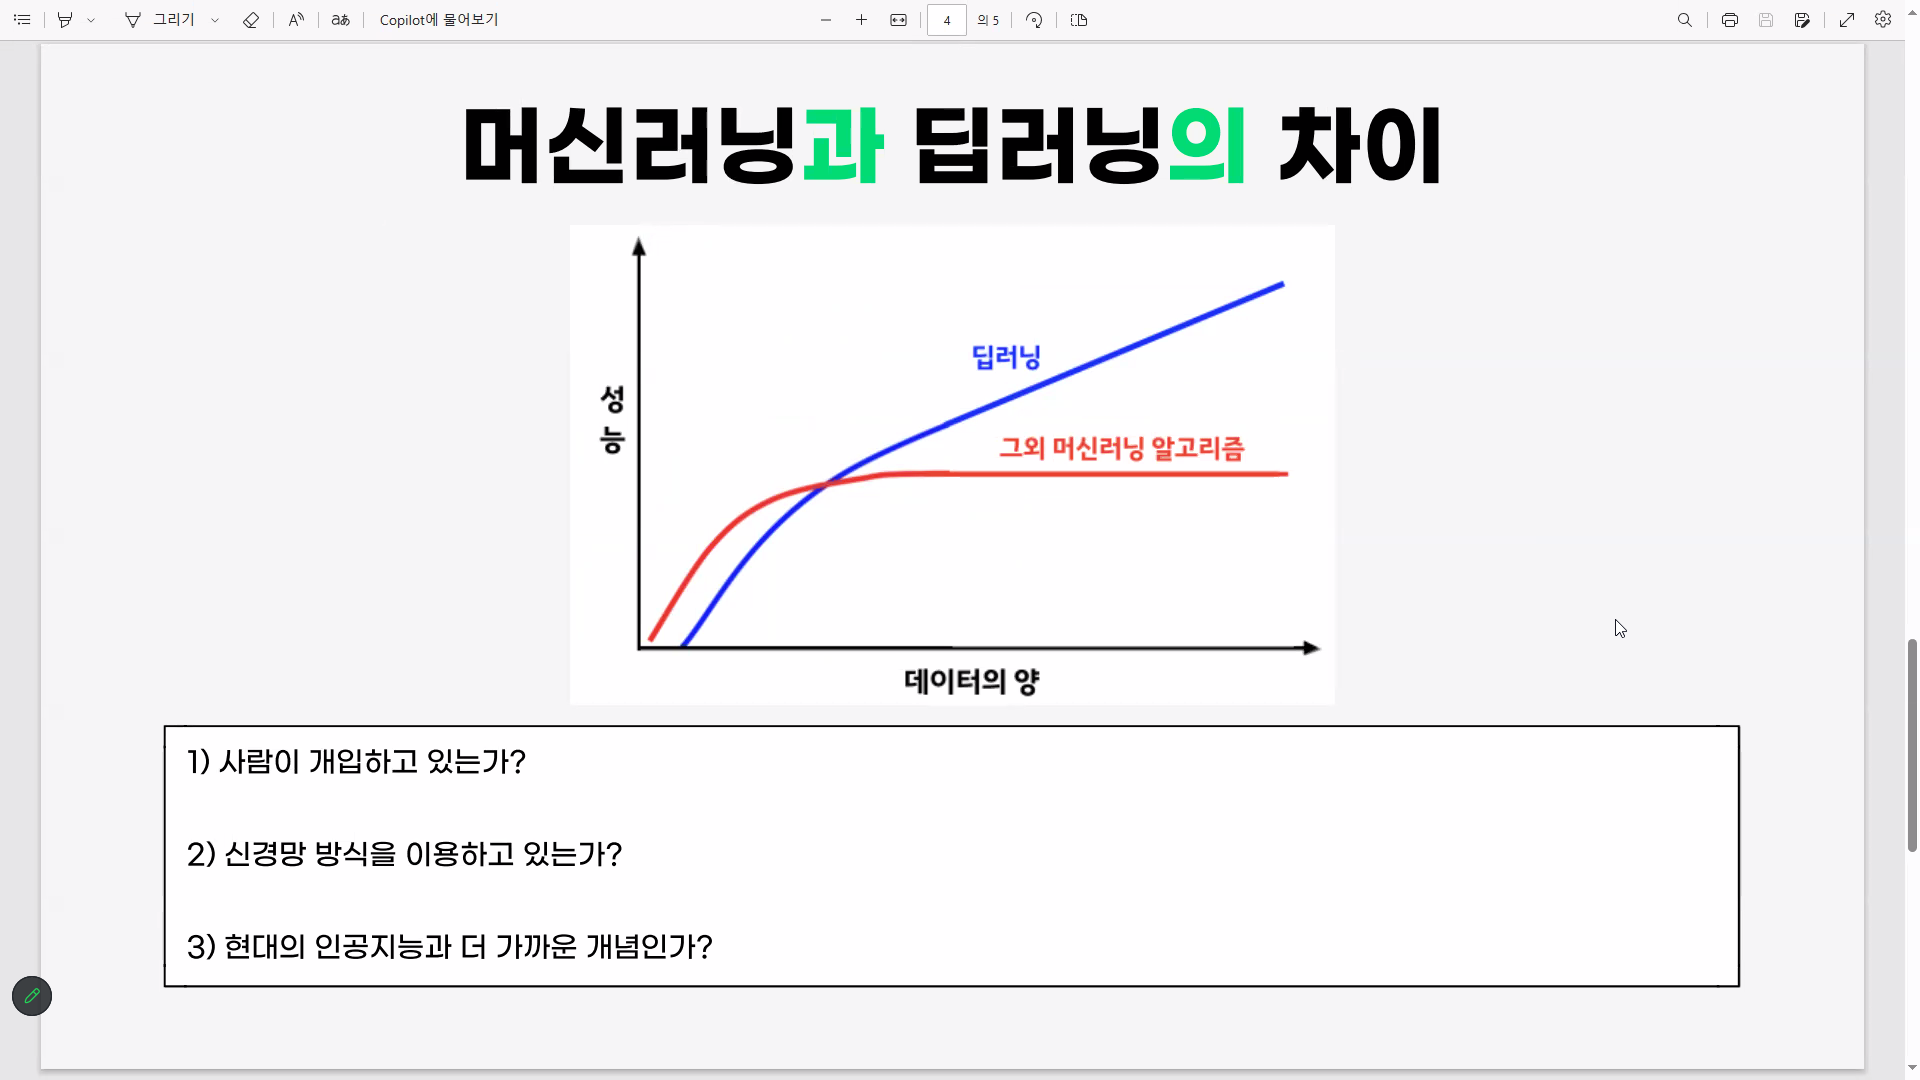 그리기
Copilot에 물어보기
4 의 5
머신러닝과 딥러닝의 차이
딥러닝
성
능
그외 머신러닝 알고리즘
데이터의 양
1) 사람이 개입하고 있는가?
2) 신경망 방식을 이용하고 있는가?
3) 현대의 인공지능과 더 가까운 개념인가?